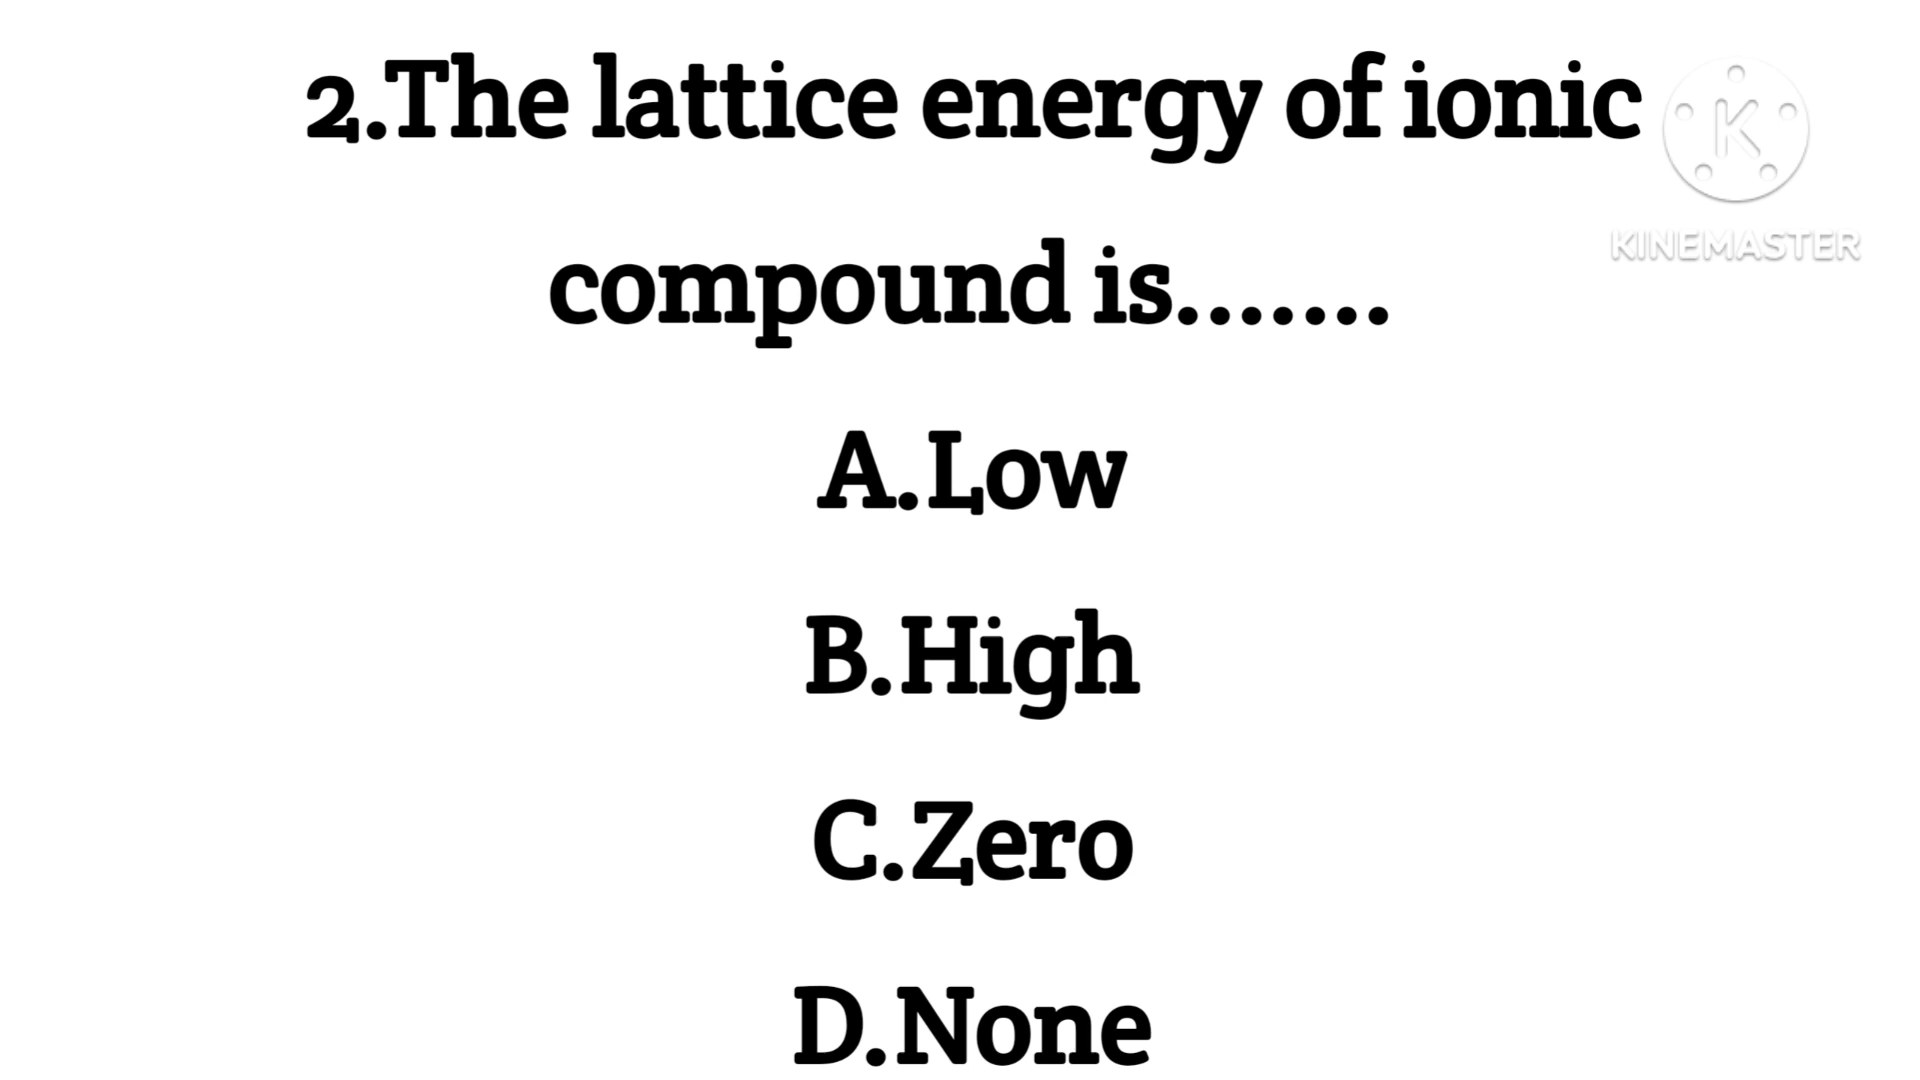 2.The lattice energy of ionic
compound is.......
A.Low
B.High
C.Zero
D.None
K
KINEMASTER